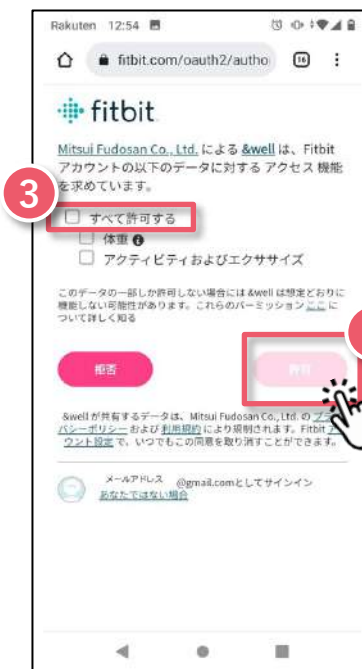 Rakuten 12:54
fitbit.com/oauth2/autho
16
fitbit
Mitsui Fudosan Co., Ltd. による &well は、Fitbit
アカウントの以下のデータに対する アクセス 機能
を求めています。
3
すべて許可する
体重
アクティビティおよびエクササイズ
このデータの一部しか許可しない場合には &well は想定どおりに
機能しない可能性があります。これらのパーミッション ここ に
ついて詳しく知る
拒否
許可
&well が共有するデータは、Mitsui Fudosan Co., Ltd. の プラ
バシーポリシー および 利用規約 により規制されます。Fitbit ア
ウント設定 で、いつでもこの同意を取り消すことができます。
メールアドレス @gmail.comとしてサインイン
あなたではない場合